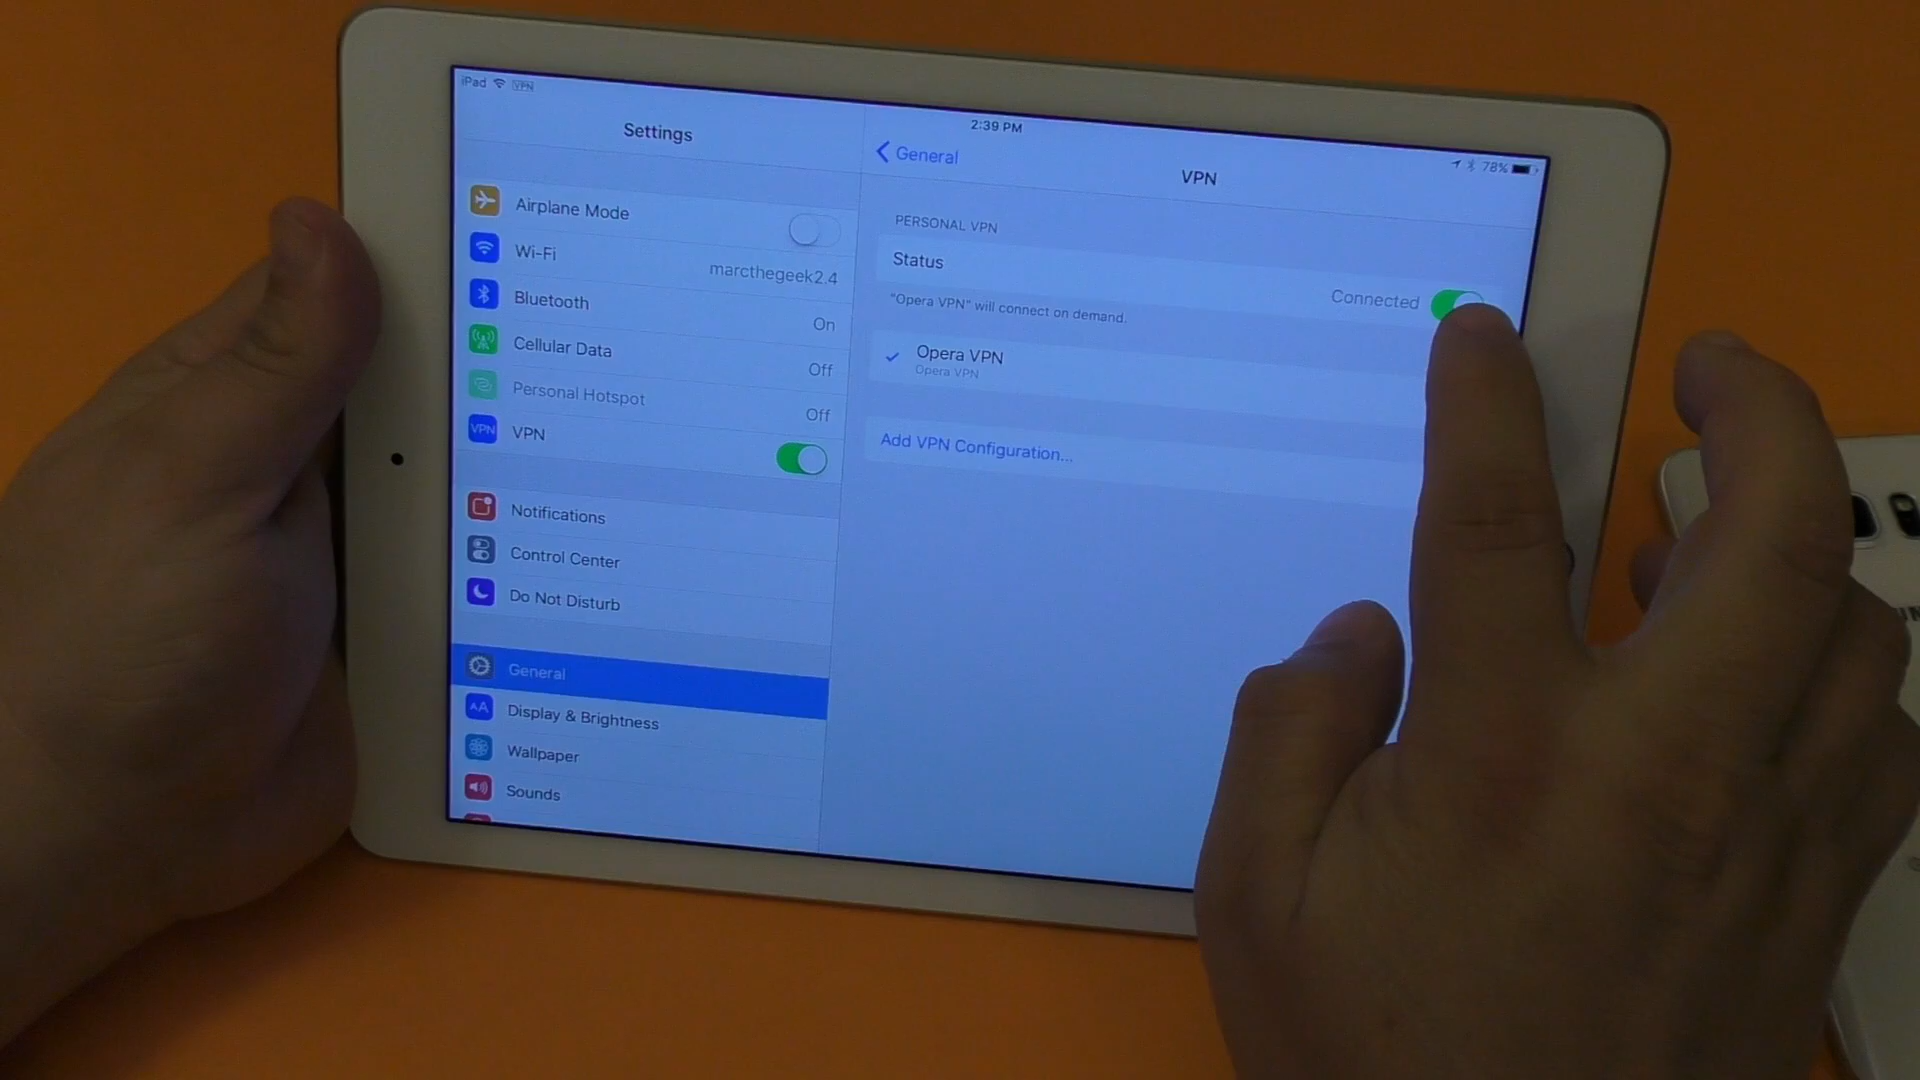 iPad VPN
2:39 PM
78%
Settings
Airplane Mode
Wi-Fi marcthegeek2.4
Bluetooth On
Cellular Data Off
Personal Hotspot Off
VPN VPN
Notifications
Control Center
Do Not Disturb
General
AA Display & Brightness
Wallpaper
Sounds
General
VPN
PERSONAL VPN
Status Connected
"Opera VPN" will connect on demand.
Opera VPN
Opera VPN
Add VPN Configuration...